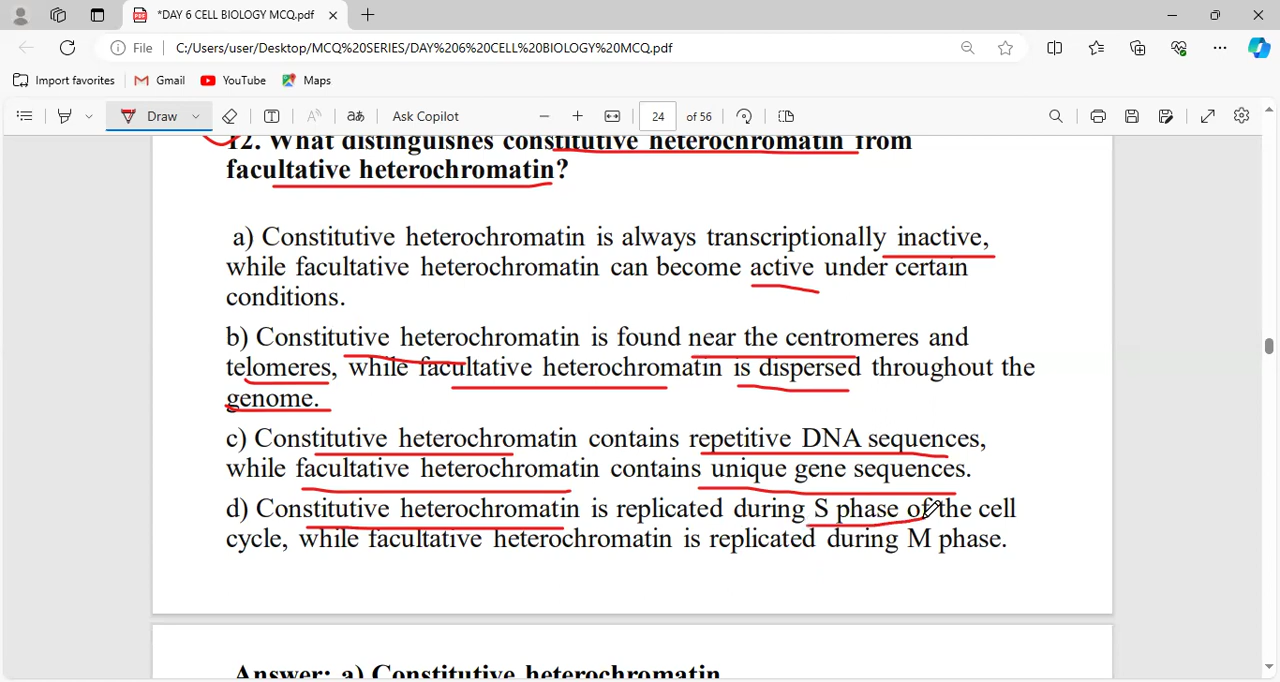 *DAY 6 CELL BIOLOGY MCQ.pdf
File C:/Users/user/Desktop/MCQ%20SERIES/DAY%206%20CELL%20BIOLOGY%20MCQ.pdf
Import favorites Gmail YouTube Maps
Draw aあ Ask Copilot 24 of 56
12. What distinguishes constitutive heterochromatin from
facultative heterochromatin?
a) Constitutive heterochromatin is always transcriptionally inactive,
while facultative heterochromatin can become active under certain
conditions.
b) Constitutive heterochromatin is found near the centromeres and
telomeres, while facultative heterochromatin is dispersed throughout the
genome.
c) Constitutive heterochromatin contains repetitive DNA sequences,
while facultative heterochromatin contains unique gene sequences.
d) Constitutive heterochromatin is replicated during S phase of the cell
cycle, while facultative heterochromatin is replicated during M phase.
Answer: a) Constitutive heterochromatin